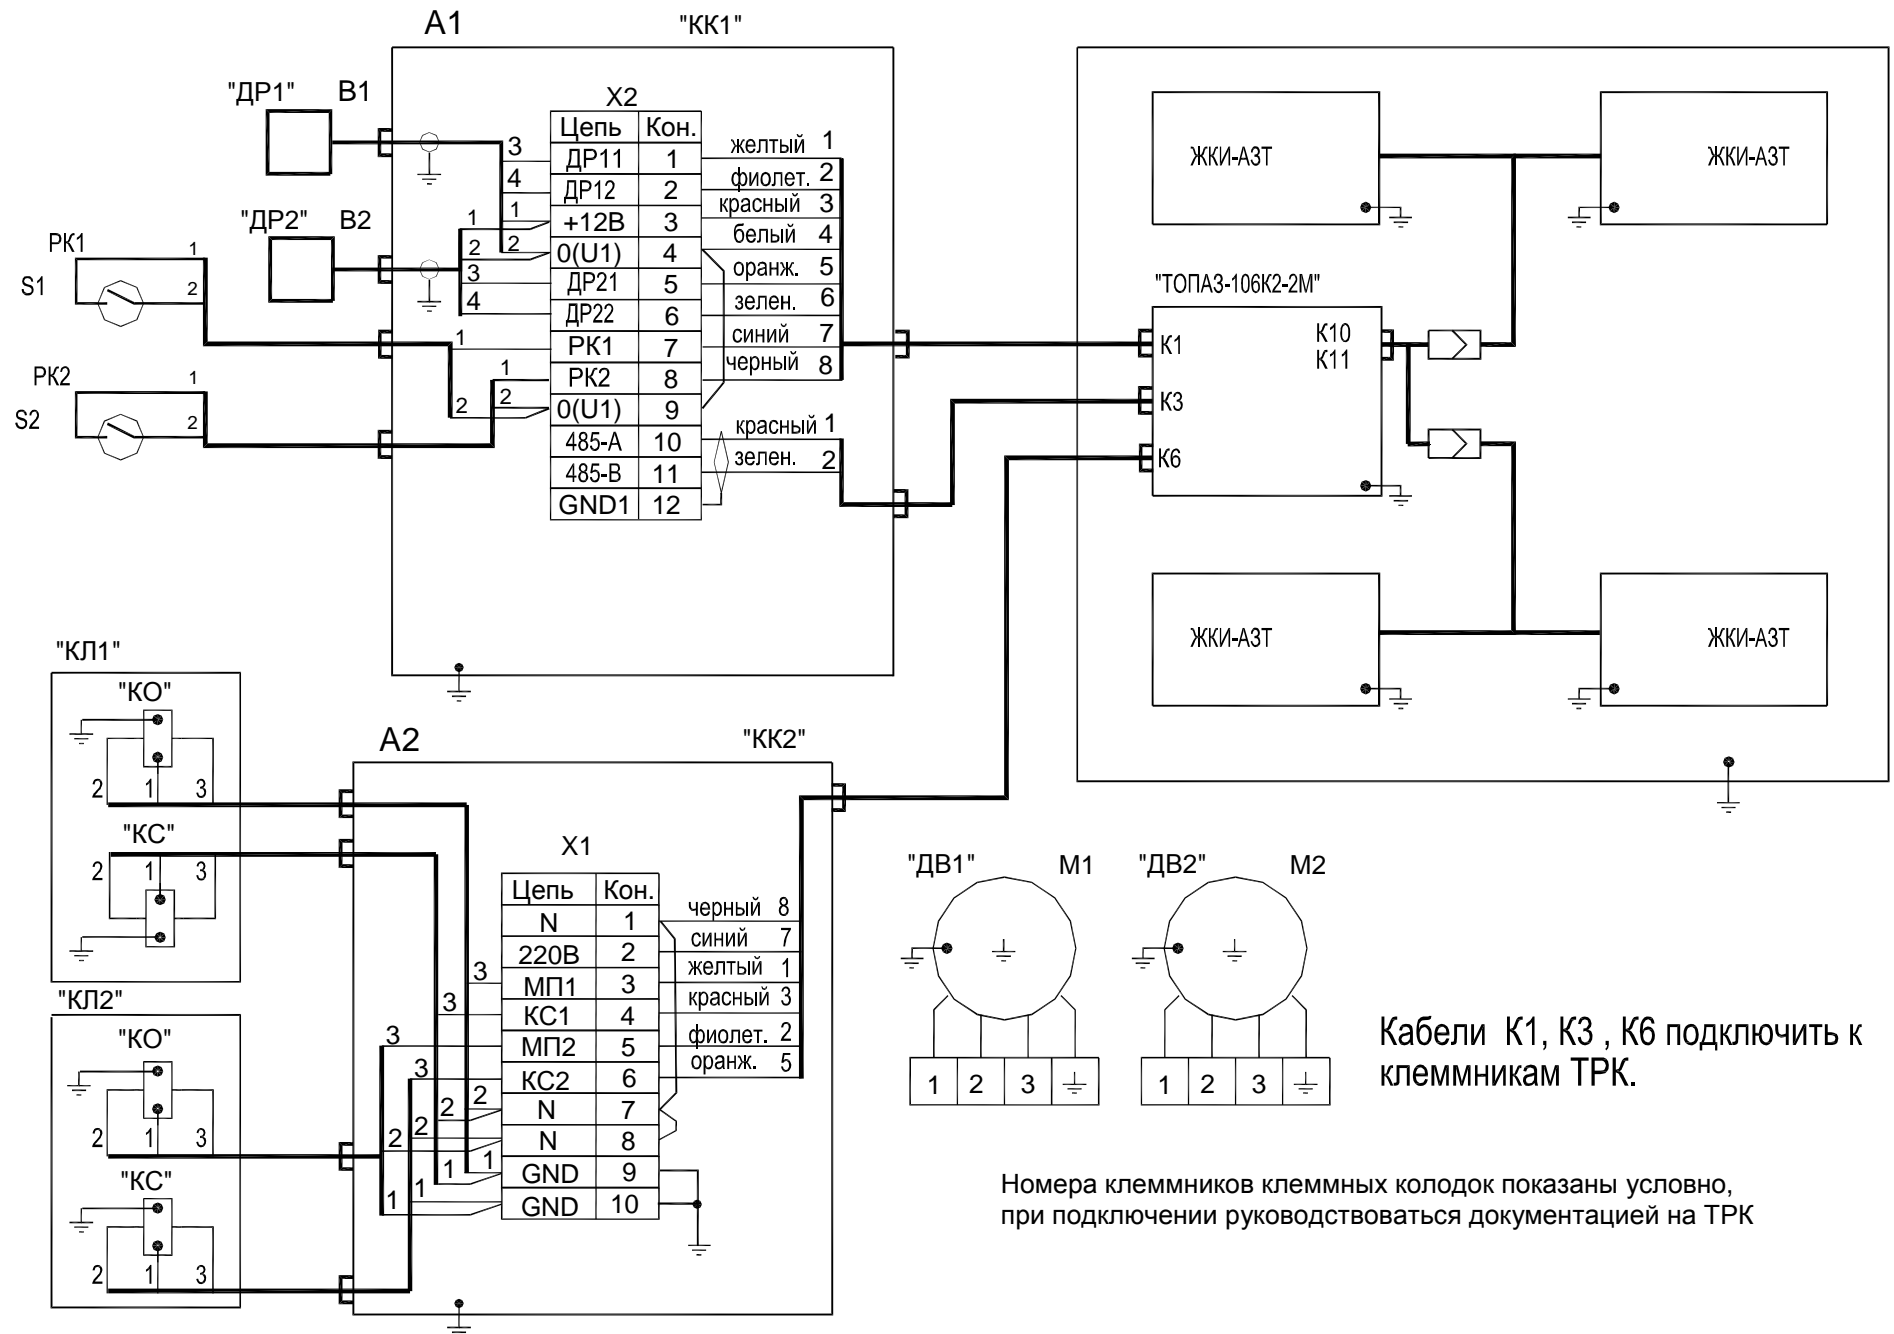 А1 "КК1"
"ДР1" В1
"ДР2" В2
РК1
S1
1
2
РК2
S2
1
2
Х2
Цепь Кон.
3 ДР11 1 желтый 1
4 ДР12 2 фиолет. 2
1 1 +12В 3 красный 3
2 2 0(U1) 4 белый 4
3 ДР21 5 оранж. 5
4 ДР22 6 зелен. 6
1 РК1 7 синий 7
1 РК2 8 черный 8
2 2 0(U1) 9
485-А 10 красный 1
485-В 11 зелен. 2
GND1 12
ЖКИ-АЗТ ЖКИ-АЗТ
"ТОПАЗ-106К2-2М"
К1 К10
К11
К3
К6
ЖКИ-АЗТ ЖКИ-АЗТ
"КЛ1"
"КО"
2 1 3
"КС"
2 1 3
"КЛ2"
"КО"
2 1 3
"КС"
2 1 3
А2 "КК2"
Х1
Цепь Кон.
N 1 черный 8
220В 2 синий 7
3 МП1 3 желтый 1
3 КС1 4 красный 3
3 МП2 5 фиолет. 2
3 КС2 6 оранж. 5
2 2 N 7
2 2 N 8
1 1 GND 9
1 1 GND 10
"ДВ1" М1
1 2 3
"ДВ2" М2
1 2 3
Кабели К1, К3 , К6 подключить к
клеммникам ТРК.
Номера клеммников клеммных колодок показаны условно,
при подключении руководствоваться документацией на ТРК